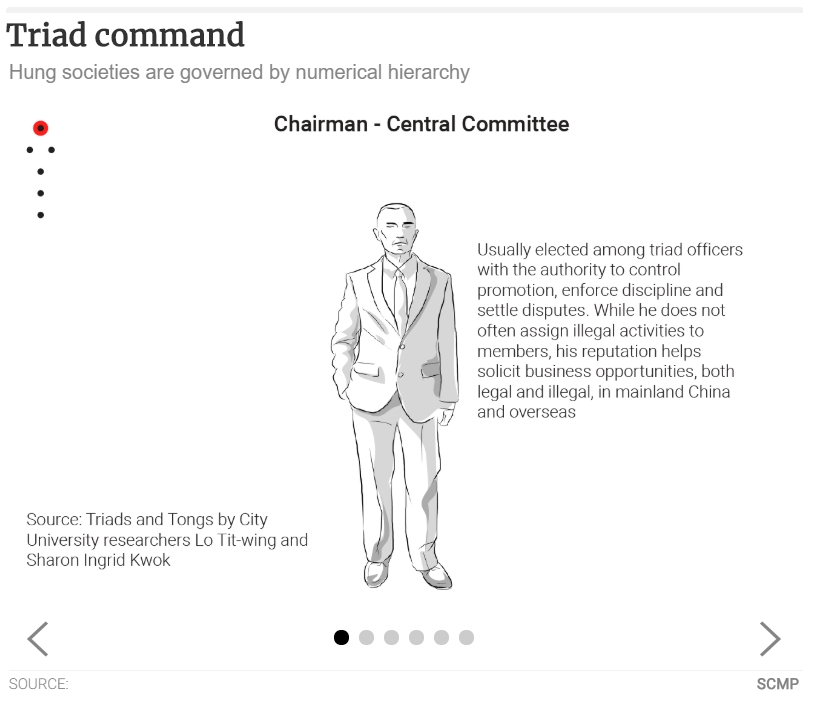 Triad command
Hung societies are governed by numerical hierarchy
Chairman - Central Committee
Usually elected among triad officers
with the authority to control
promotion, enforce discipline and
settle disputes. While he does not
often assign illegal activities to
members, his reputation helps
solicit business opportunities, both
legal and illegal, in mainland China
and overseas
Source: Triads and Tongs by City
University researchers Lo Tit-wing and
Sharon Ingrid Kwok
SOURCE:
SCMP